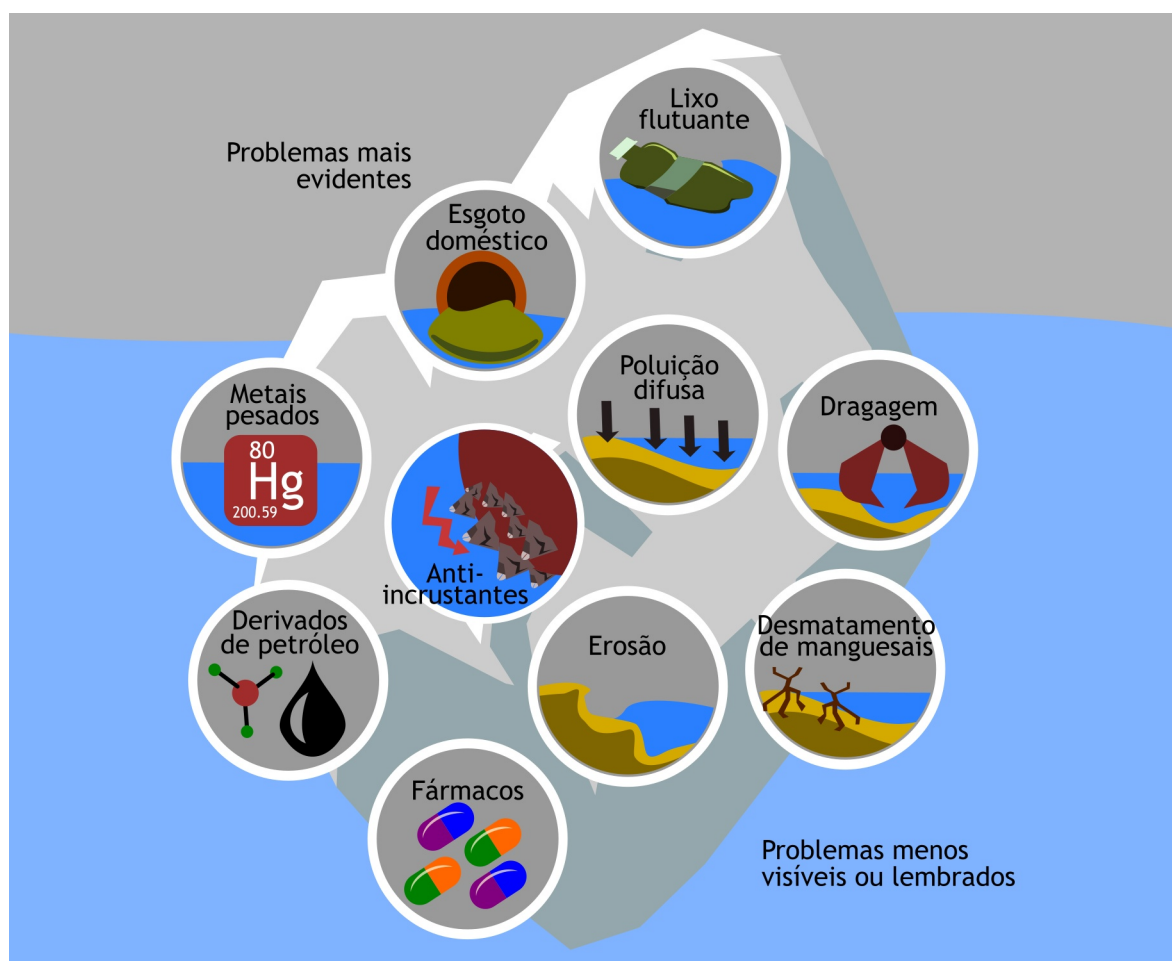 Lixo
flutuante
Problemas mais
evidentes
Esgoto
doméstico
Poluição
difusa
Metais
pesados
80
Hg
200.59
Dragagem
Anti-
incrustantes
Derivados
de petróleo
Erosão
Desmatamento
de manguesais
Fármacos
Problemas menos
visíveis ou lembrados